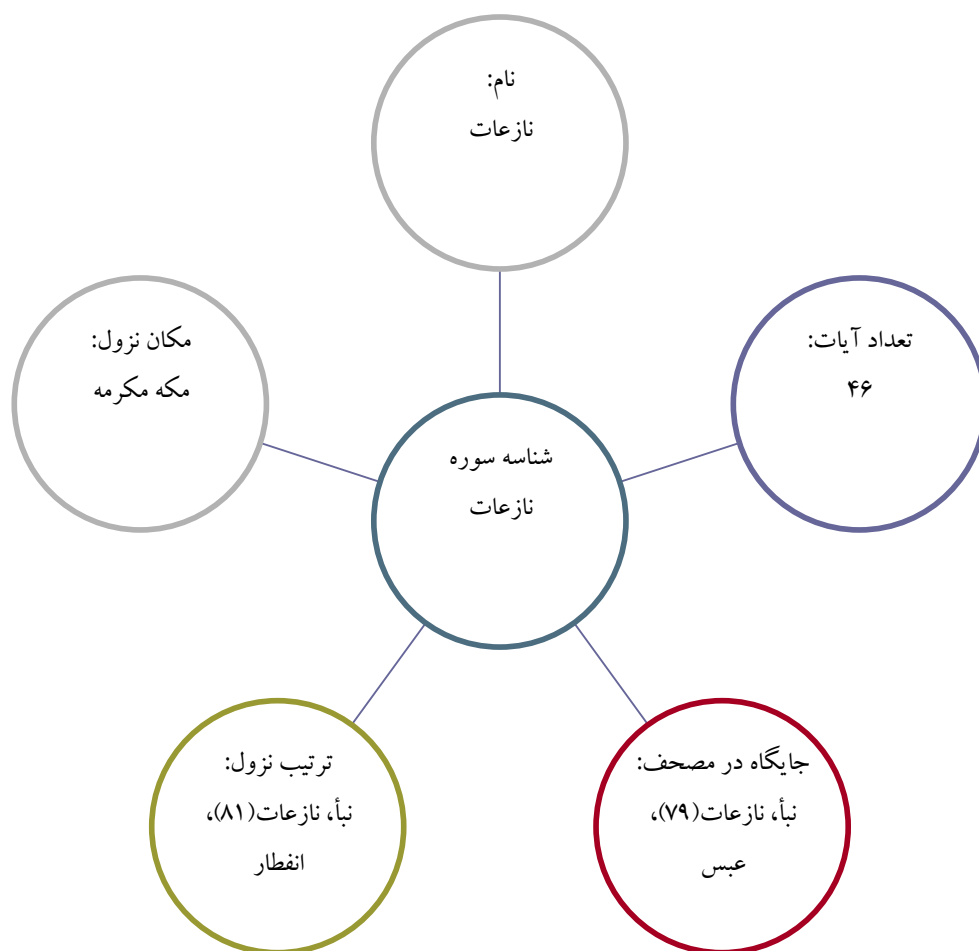 نام:
نازعات
تعداد آیات:
۴۶
مکان نزول:
مکه مکرمه
شناسه سوره
نازعات
جایگاه در مصحف:
نبأ، نازعات(۷۹)،
عبس
ترتیب نزول:
نبأ، نازعات(۸۱)،
انفطار